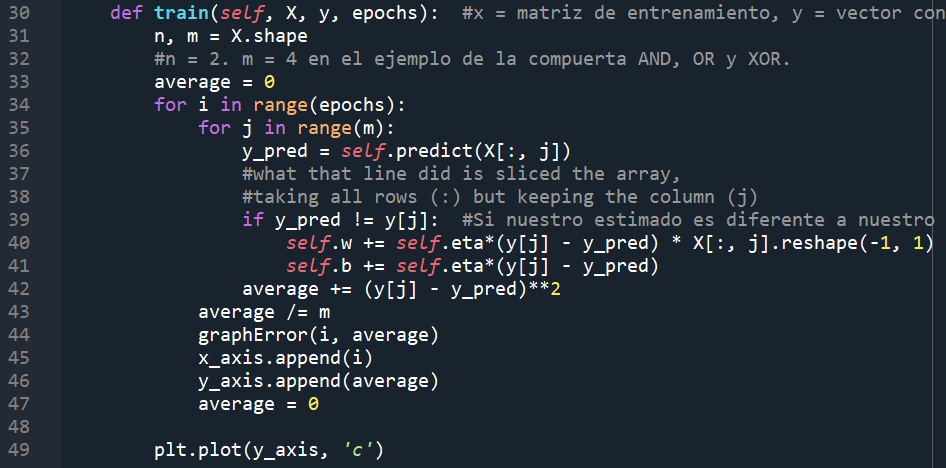 30 def train(self, X, y, epochs):  #x = matriz de entrenamiento, y = vector con
31 n, m = X.shape
32 #n = 2. m = 4 en el ejemplo de la compuerta AND, OR y XOR.
33 average = 0
34 for i in range(epochs):
35 for j in range(m):
36 y_pred = self.predict(X[:, j])
37 #what that line did is sliced the array,
38 #taking all rows (:) but keeping the column (j)
39 if y_pred != y[j]:  #Si nuestro estimado es diferente a nuestro
40 self.w += self.eta*(y[j] - y_pred) * X[:, j].reshape(-1, 1)
41 self.b += self.eta*(y[j] - y_pred)
42 average += (y[j] - y_pred)**2
43 average /= m
44 graphError(i, average)
45 x_axis.append(i)
46 y_axis.append(average)
47 average = 0
48
49 plt.plot(y_axis, 'c')